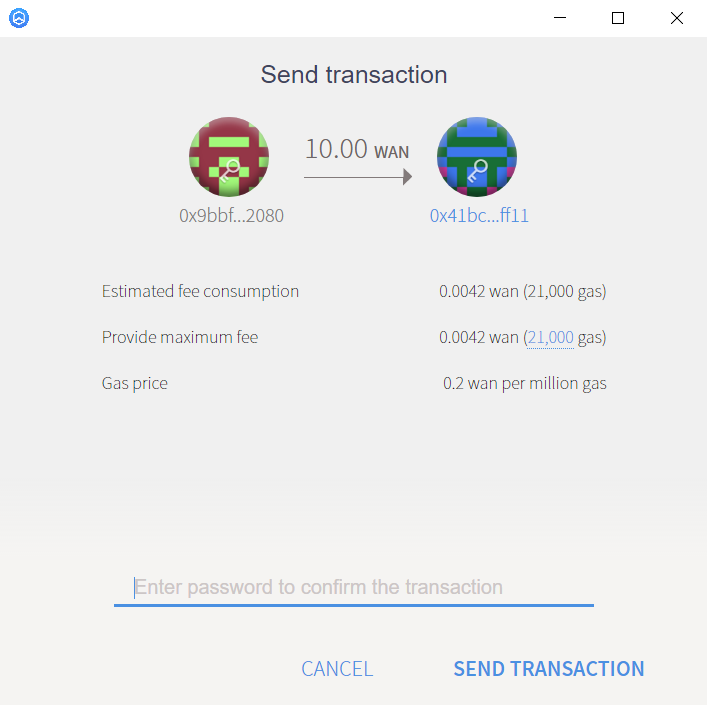 Send transaction
10.00 WAN
0x9bbf...2080
0x41bc...ff11
Estimated fee consumption 0.0042 wan (21,000 gas)
Provide maximum fee 0.0042 wan (21,000 gas)
Gas price 0.2 wan per million gas
Enter password to confirm the transaction
CANCEL SEND TRANSACTION